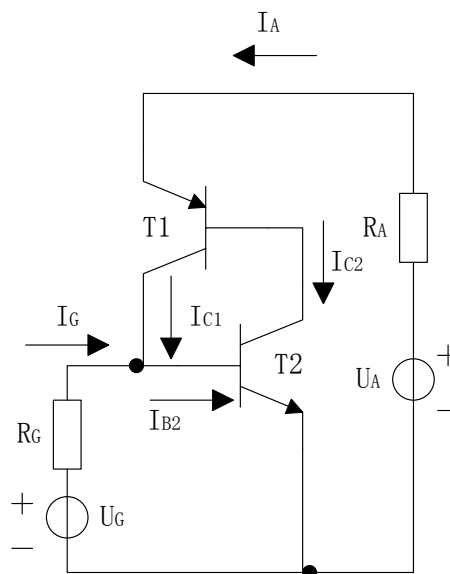 IA
T1
RA
IC2
IG
IC1
T2
UA
+
−
IB2
RG
+
−
UG